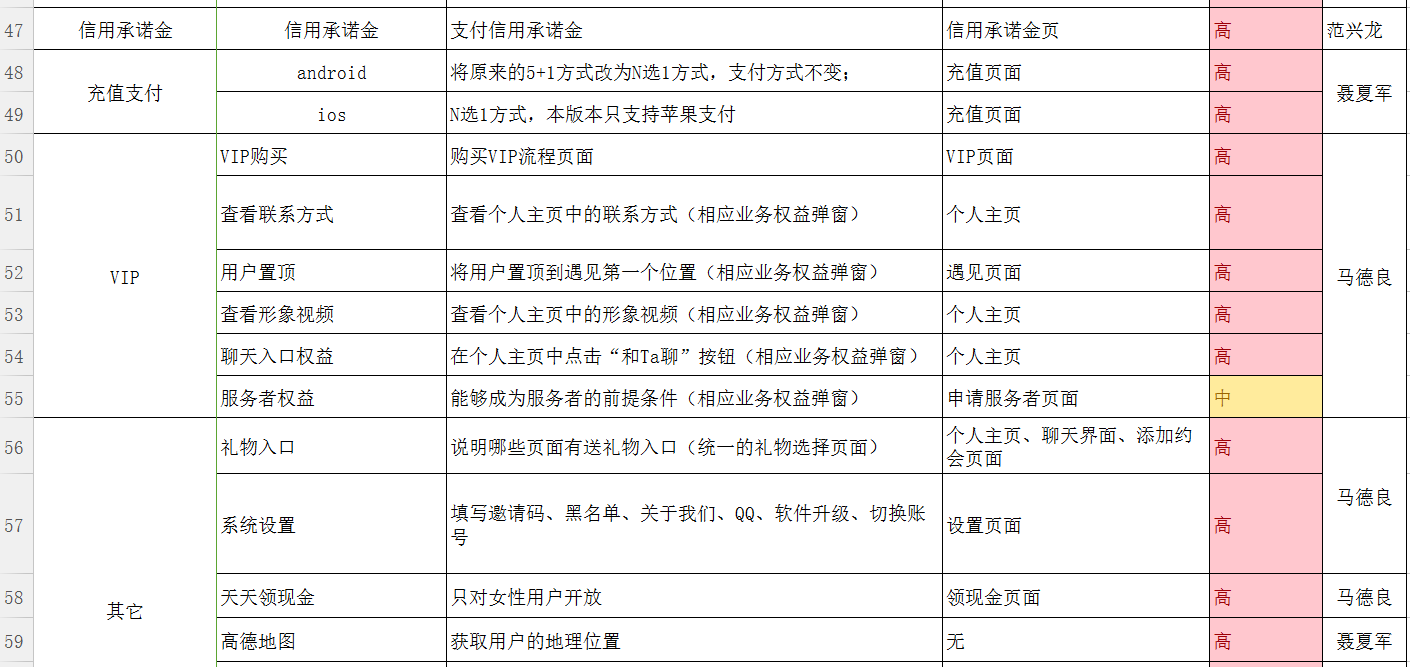 47 信用承诺金 信用承诺金 支付信用承诺金 信用承诺金页 高 范兴龙
48 充值支付 android 将原来的5+1方式改为N选1方式，支付方式不变； 充值页面 高 聂夏军
49 ios N选1方式，本版本只支持苹果支付 充值页面 高
50 VIP购买 购买VIP流程页面 VIP页面 高
51 查看联系方式 查看个人主页中的联系方式（相应业务权益弹窗） 个人主页 高
52 VIP 用户置顶 将用户置顶到遇见第一个位置（相应业务权益弹窗） 遇见页面 高 马德良
53 查看形象视频 查看个人主页中的形象视频（相应业务权益弹窗） 个人主页 高
54 聊天入口权益 在个人主页中点击“和Ta聊”按钮（相应业务权益弹窗） 个人主页 高
55 服务者权益 能够成为服务者的前提条件（相应业务权益弹窗） 申请服务者页面 中
56 礼物入口 说明哪些页面有送礼物入口（统一的礼物选择页面） 个人主页、聊天界面、添加约
会页面 高 马德良
57 系统设置 填写邀请码、黑名单、关于我们、QQ、软件升级、切换账
号 设置页面 高
58 其它 天天领现金 只对女性用户开放 领现金页面 高 马德良
59 高德地图 获取用户的地理位置 无 高 聂夏军